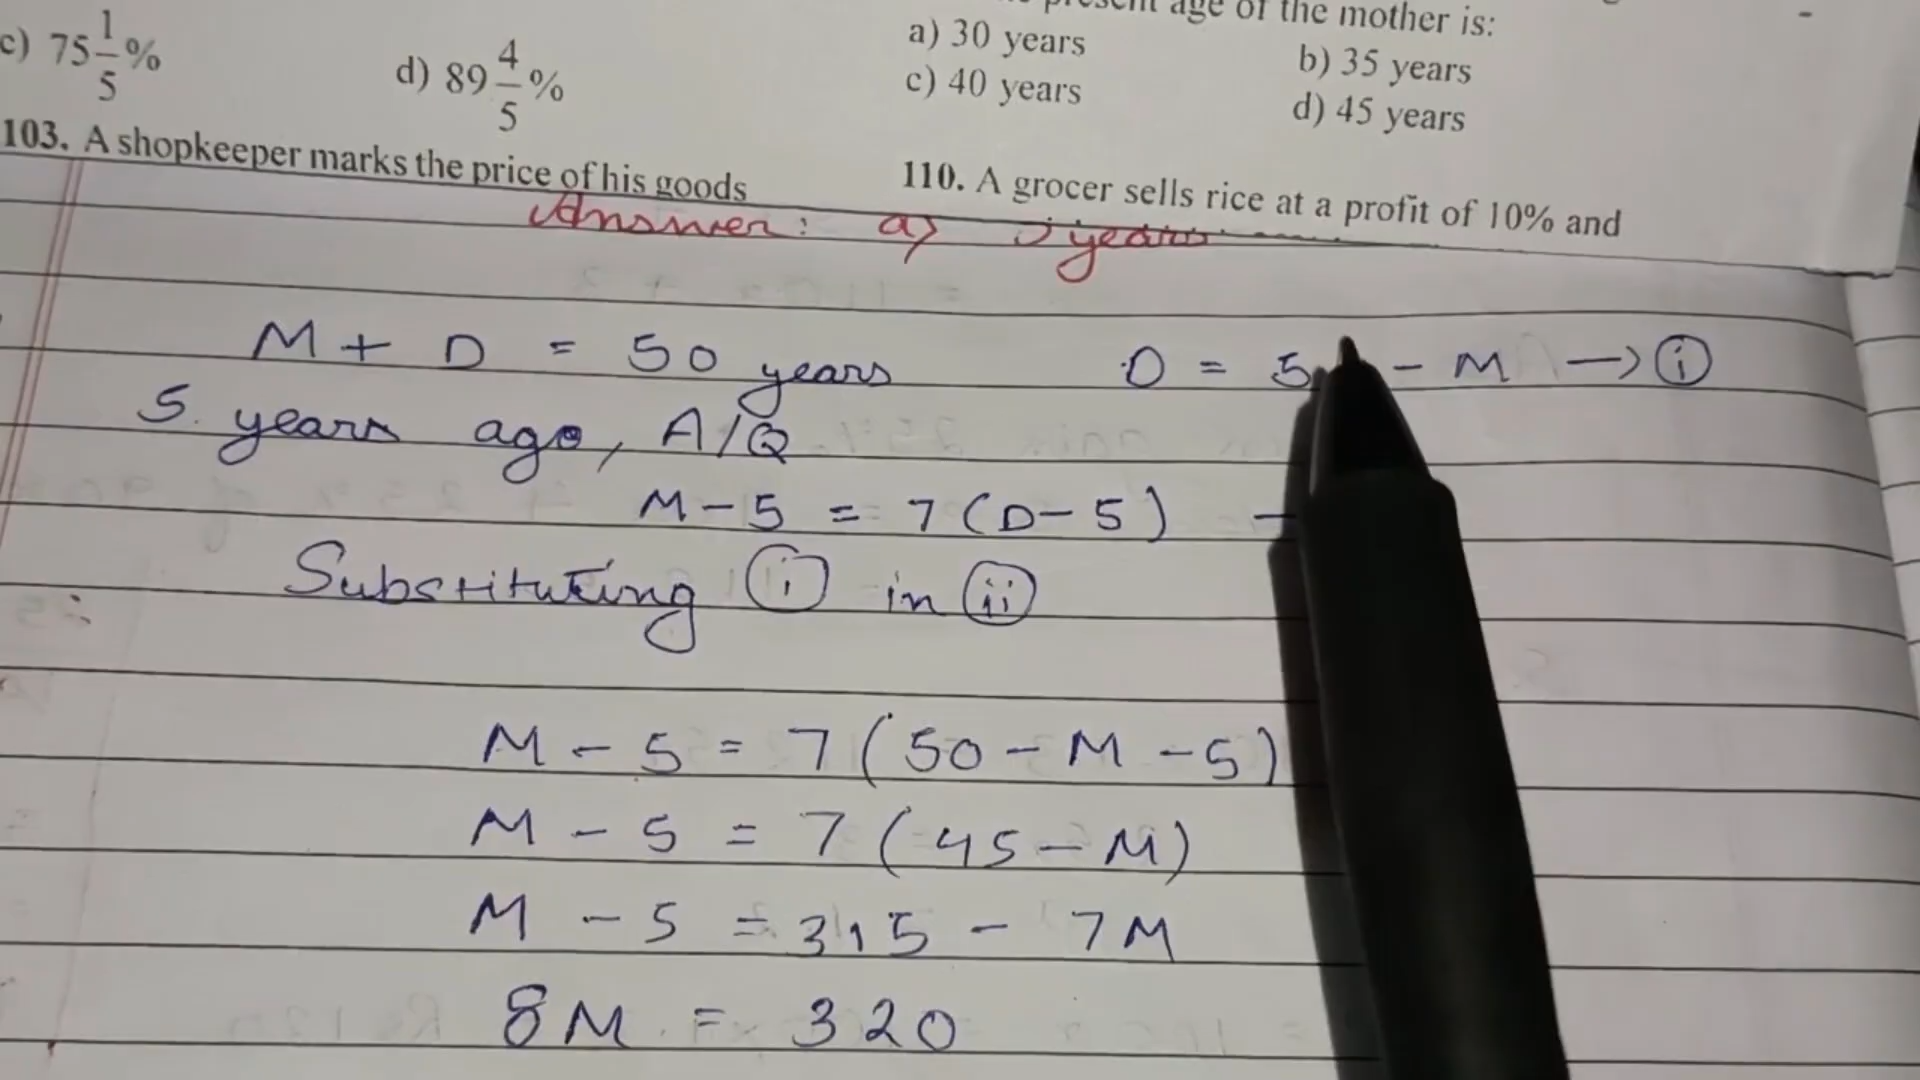 present age of the mother is:
c) 75 1/5 %
d) 89 4/5 %
a) 30 years
b) 35 years
c) 40 years
d) 45 years
103. A shopkeeper marks the price of his goods
110. A grocer sells rice at a profit of 10% and
Answer: a) years
M + D = 50 years
D = 5 - M → (i)
5 years ago, A/Q
M - 5 = 7 (D - 5) -
Substituting (i) in (ii)
M - 5 = 7 (50 - M - 5)
M - 5 = 7 (45 - M)
M - 5 = 315 - 7M
8M = 320